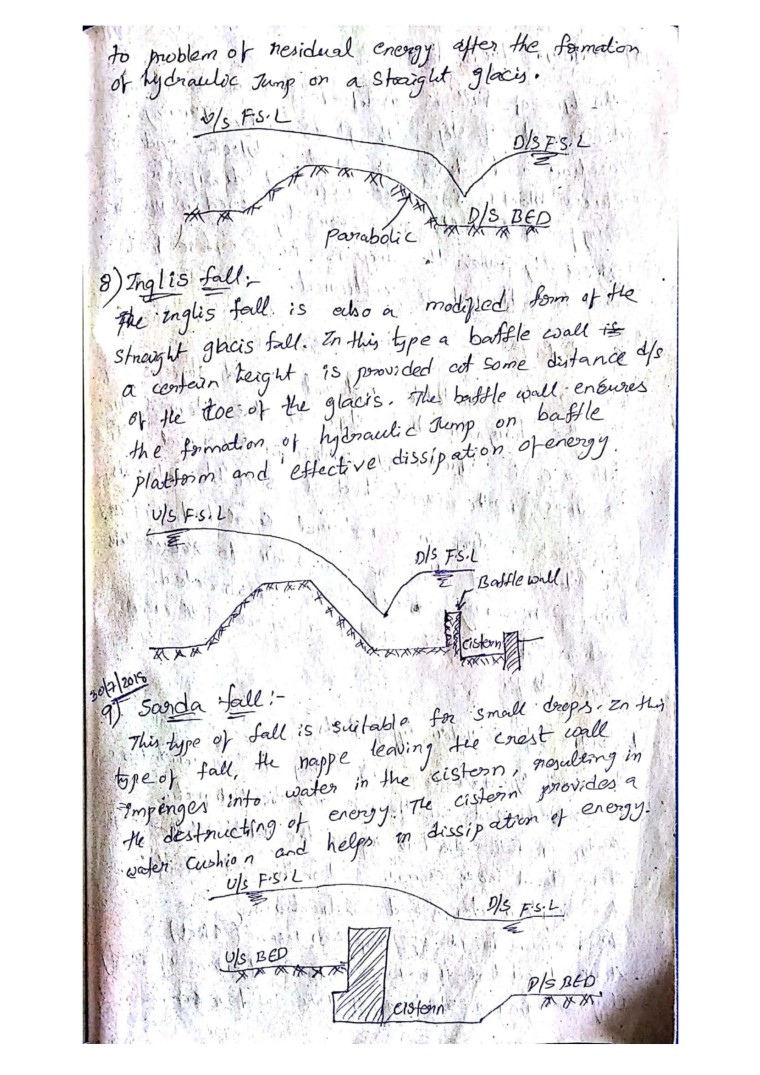 to problem of residual energy after the formation
of hydraulic Jump on a Straight glacis.
U/S F.S.L
D/S F.S.L
D/S BED
parabolic
8) Inglis fall:-
The inglis fall is also a modified form of the
straight glacis fall. In this type a baffle wall is
a certain height is provided at some distance d/s
of the toe of the glacis. The baffle wall ensures
the formation of hydraulic Jump on baffle
platform and effective dissipation of energy.
U/S F.S.L
D/S F.S.L
Baffle wall
cistern
30/7/2018
9) Sarda fall:-
This type of fall is suitable for small drops. In this
type of fall, the nappe leaving the crest wall
impenges into water in the cistern, resulting in
the destructing of energy. The cistern provides a
water cushion and helps in dissipation of energy.
U/S F.S.L
D/S F.S.L
U/S BED
D/S BED
cistern